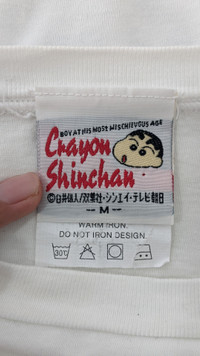 BOY AT HIS MOST MISCHIEVOUS AGE
Crayon
Shinchan
©臼井儀人/双葉社・シンエイ・テレビ朝日
-M-
WARM IRON.
DO NOT IRON DESIGN.
30℃